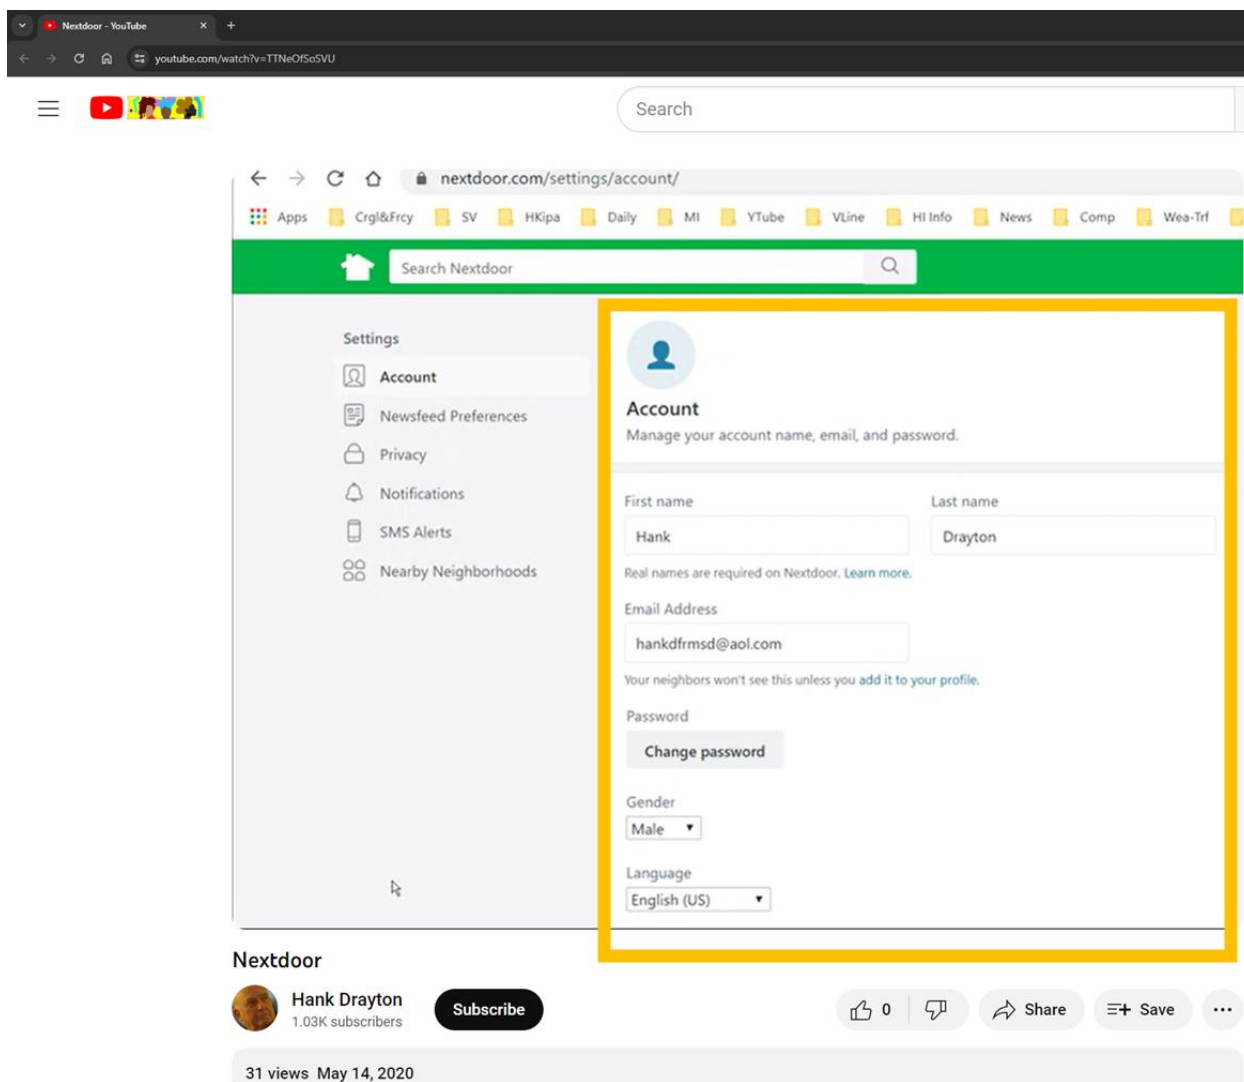 Nextdoor - YouTube
youtube.com/watch?v=TTNeOfSoSVU
Search
nextdoor.com/settings/account/
Apps Crgl&Frcy SV HKipa Daily MI YTube VLine HI Info News Comp Wea-Trf
Search Nextdoor
Settings
Account
Newsfeed Preferences
Privacy
Notifications
SMS Alerts
Nearby Neighborhoods
Account
Manage your account name, email, and password.
First name Last name
Hank Drayton
Real names are required on Nextdoor. Learn more.
Email Address
hankdfrmsd@aol.com
Your neighbors won't see this unless you add it to your profile.
Password
Change password
Gender
Male
Language
English (US)
Nextdoor
Hank Drayton
1.03K subscribers
Subscribe
0 Share Save
31 views May 14, 2020